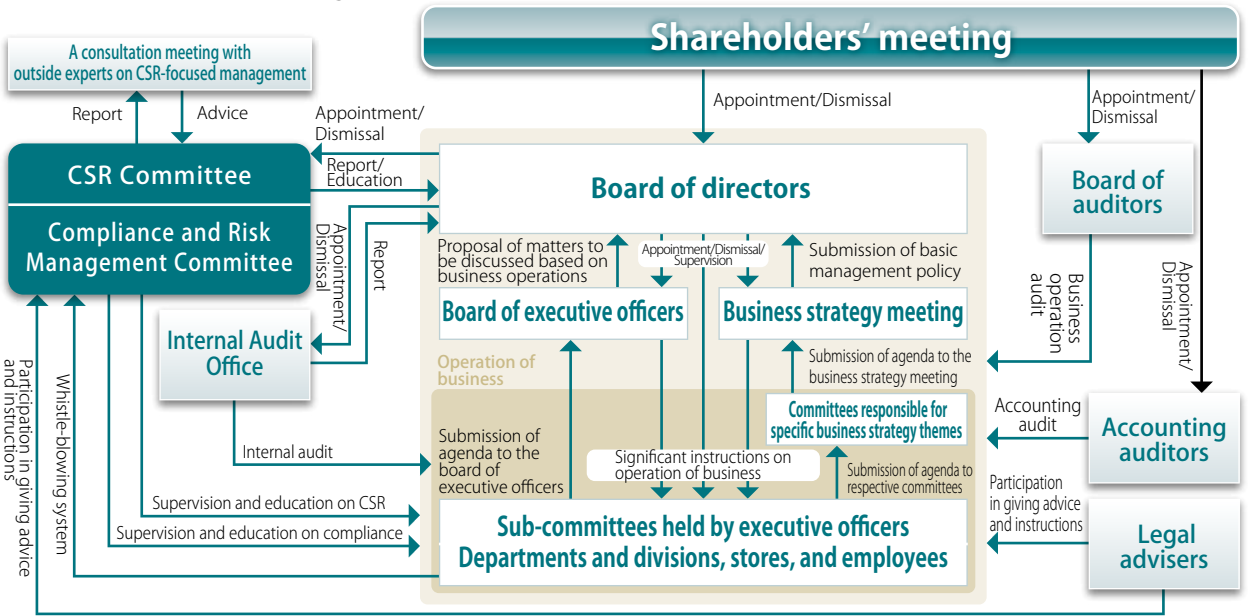 Shareholders' meeting
A consultation meeting with
outside experts on CSR-focused management
Report
Advice
Appointment/
Dismissal
Appointment/Dismissal
Appointment/
Dismissal
CSR Committee
Compliance and Risk
Management Committee
Report/
Education
Board of directors
Board of
auditors
Appointment/
Dismissal
Report
Proposal of matters to
be discussed based on
business operations
Appointment/Dismissal/
Supervision
Submission of basic
management policy
Business
operation
audit
Appointment/
Dismissal
Internal Audit
Office
Board of executive officers
Business strategy meeting
Operation of
business
Submission of agenda to the
business strategy meeting
Participation in giving advice
and instructions
Whistle-blowing system
Committees responsible for
specific business strategy themes
Accounting
audit
Accounting
auditors
Internal audit
Submission of
agenda to the
board of
executive officers
Significant instructions on
operation of business
Submission of agenda to
respective committees
Participation
in giving advice
and instructions
Supervision and education on CSR
Supervision and education on compliance
Sub-committees held by executive officers
Departments and divisions, stores, and employees
Legal
advisers